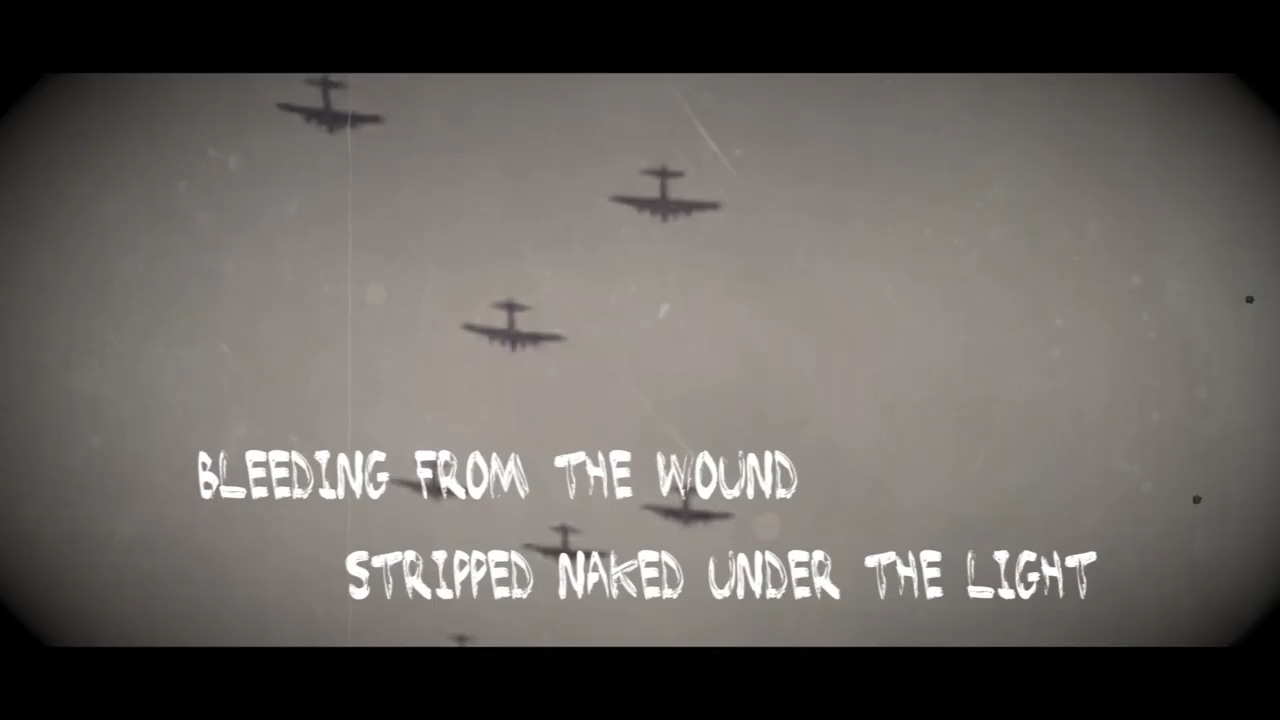 BLEEDING FROM THE WOUND
STRIPPED NAKED UNDER THE LIGHT